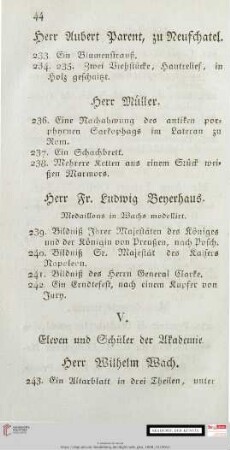 44
Herr Aubert Parent, zu Neufchatel.
233. Ein Blumenstrauß.
234. 235. Zwei Viehstücke, Hautrelief, in
Holz geschnitzt.
Herr Müller.
236. Eine Nachahmung des antiken por-
phyrnen Sarkophags im Lateran zu
Rom.
237. Ein Schachbrett.
238. Mehrere Ketten aus einem Stück wei-
ßen Marmors.
Herr Fr. Ludwig Beyerhaus.
Medaillons in Wachs modellirt.
239. Bildniß Ihrer Majestäten des Königes
und der Königin von Preußen, nach Posch.
240. Bildniß Sr. Majestät des Kaisers
Napoleon.
241. Bildniß des Herrn General Clarke.
242. Ein Erndtefest, nach einem Kupfer von
Jury.
V.
Eleven und Schüler der Akademie.
Herr Wilhelm Wach.
243. Ein Altarblatt in drei Theilen, unter